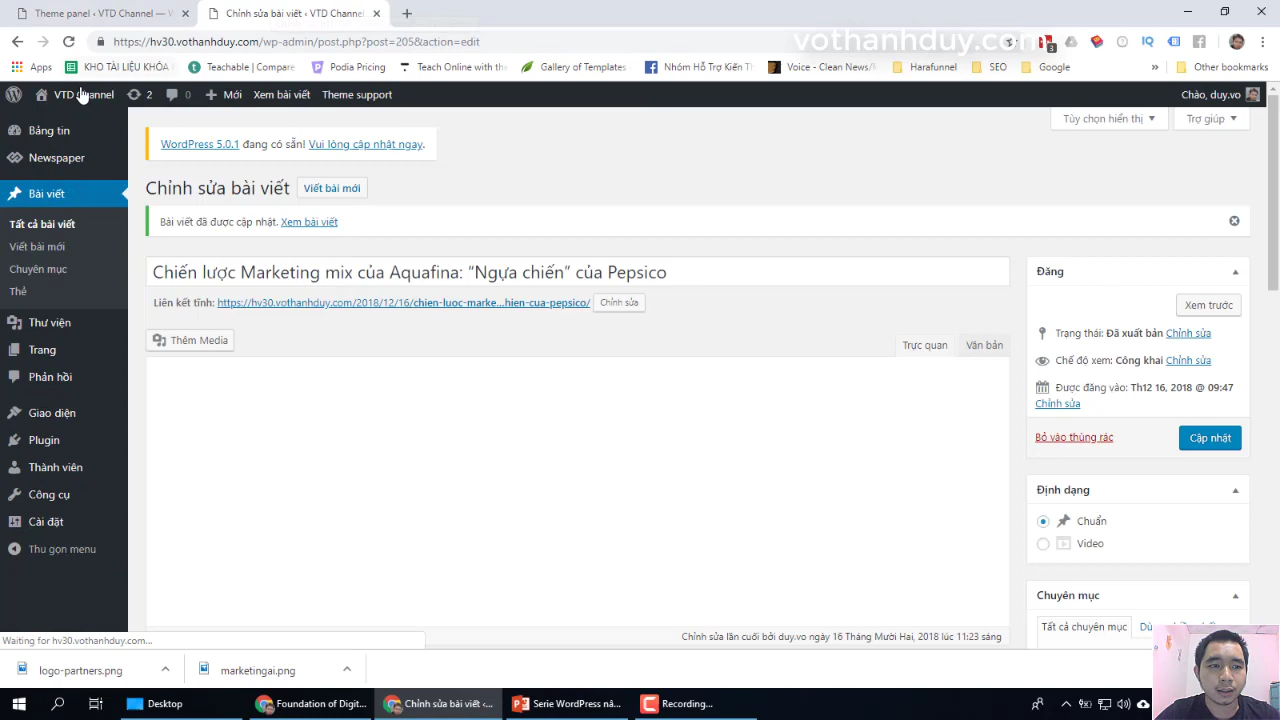 Theme panel ‹ VTD Channel — W
Chỉnh sửa bài viết ‹ VTD Channel
https://hv30.vothanhduy.com/wp-admin/post.php?post=205&action=edit
vothanhduy.com
3
Apps
KHO TÀI LIỆU KHÓA
Teachable | Compare
Podia Pricing
Teach Online with the
Gallery of Templates
Nhóm Hỗ Trợ Kiến Th
Voice - Clean News/
Harafunnel
SEO
Google
»
Other bookmarks
VTD Channel
2
0
Mới
Xem bài viết
Theme support
Chào, duy.vo
Bảng tin
Newspaper
Bài viết
Tất cả bài viết
Viết bài mới
Chuyên mục
Thẻ
Thư viện
Trang
Phản hồi
Giao diện
Plugin
Thành viên
Công cụ
Cài đặt
Thu gọn menu
Tùy chọn hiển thị
Trợ giúp
WordPress 5.0.1 đang có sẵn! Vui lòng cập nhật ngay.
Chỉnh sửa bài viết
Viết bài mới
Bài viết đã được cập nhật. Xem bài viết
Chiến lược Marketing mix của Aquafina: “Ngựa chiến” của Pepsico
Liên kết tĩnh: https://hv30.vothanhduy.com/2018/12/16/chien-luoc-marke...hien-cua-pepsico/
Chỉnh sửa
Thêm Media
Trực quan
Văn bản
Chỉnh sửa lần cuối bởi duy.vo ngày 16 Tháng Mười Hai, 2018 lúc 11:23 sáng
Đăng
Xem trước
Trạng thái: Đã xuất bản Chỉnh sửa
Chế độ xem: Công khai Chỉnh sửa
Được đăng vào: Th12 16, 2018 @ 09:47
Chỉnh sửa
Bỏ vào thùng rác
Cập nhật
Định dạng
Chuẩn
Video
Chuyên mục
Tất cả chuyên mục
Waiting for hv30.vothanhduy.com...
logo-partners.png
marketingai.png
Desktop
Foundation of Digit...
Chỉnh sửa bài viết ‹...
Serie WordPress nâ...
Recording...